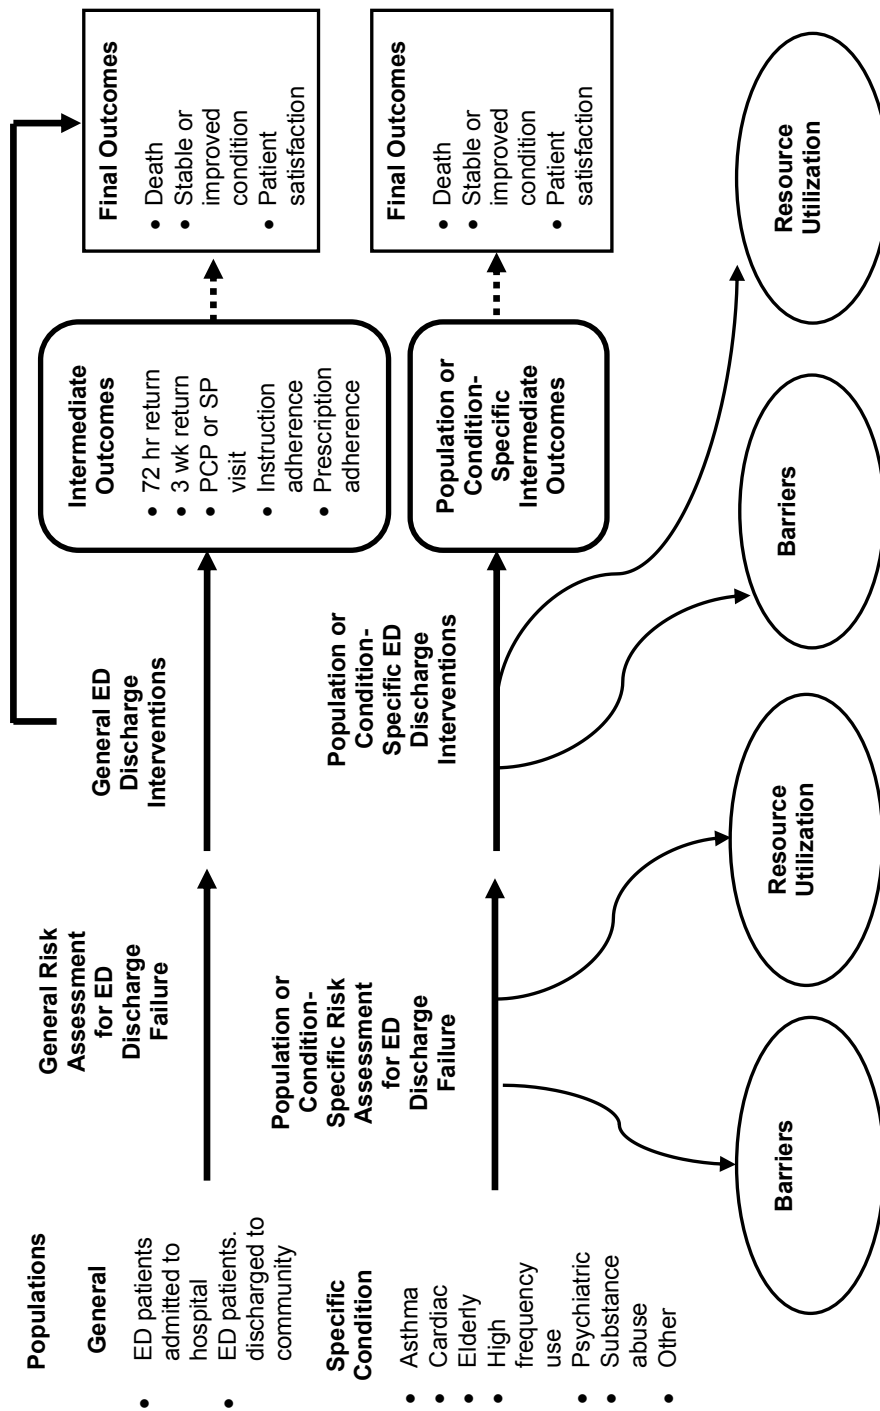 Populations
General
• ED patients
admitted to
hospital
• ED patients.
discharged to
community
Specific
Condition
• Asthma
• Cardiac
• Elderly
• High
frequency
use
• Psychiatric
• Substance
abuse
• Other
General Risk
Assessment
for ED
Discharge
Failure
Population or
Condition-
Specific Risk
Assessment
for ED
Discharge
Failure
General ED
Discharge
Interventions
Population or
Condition-
Specific ED
Discharge
Interventions
Intermediate
Outcomes
• 72 hr return
• 3 wk return
• PCP or SP
visit
• Instruction
adherence
• Prescription
adherence
Population or
Condition-
Specific
Intermediate
Outcomes
Final Outcomes
• Death
• Stable or
improved
condition
• Patient
satisfaction
Final Outcomes
• Death
• Stable or
improved
condition
• Patient
satisfaction
Barriers
Resource
Utilization
Barriers
Resource
Utilization